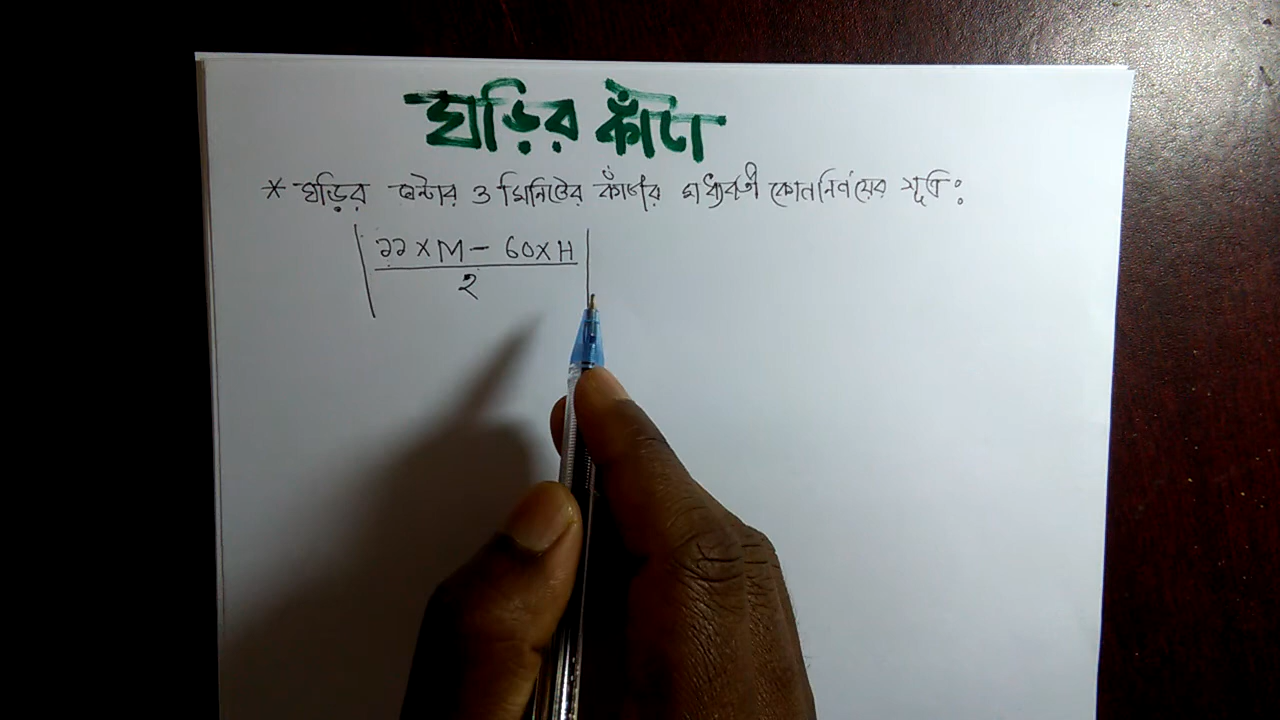 ঘড়ির কাঁটা
* ঘড়ির ঘন্টার ও মিনিটের কাঁটার মধ্যবর্তী কোননির্ণয়ের সূত্র:
| ১১ × M - 60 × H |
২